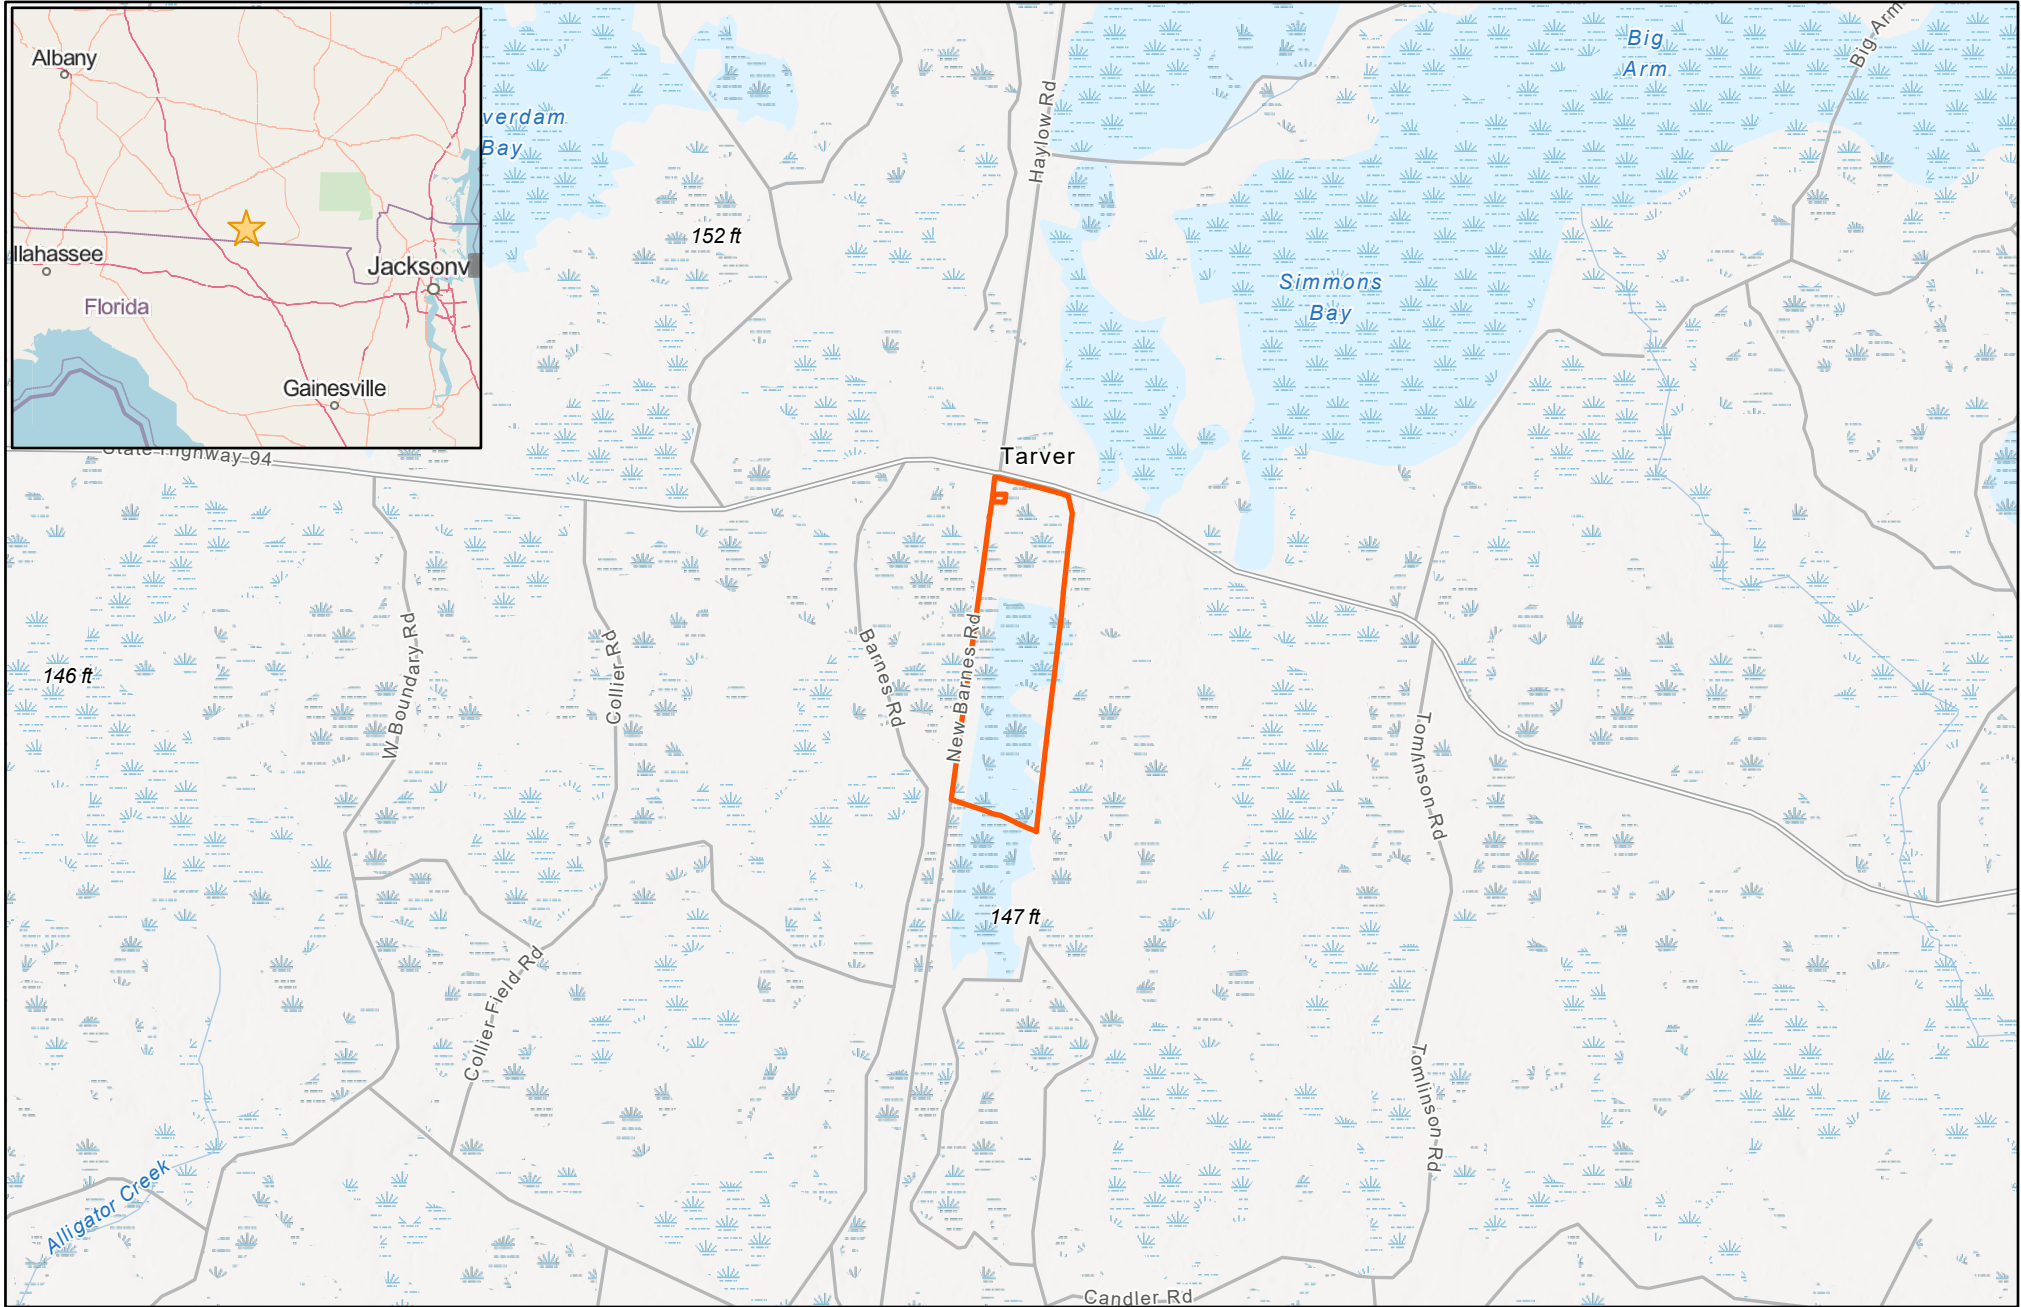 Albany
llahassee
Jacksonv
Florida
Gainesville
verdam
Bay
Big
Arm
Big Arm
Haylow Rd
152 ft
Simmons
Bay
State Highway 94
Tarver
146 ft
W Boundary Rd
Collier Rd
Barnes Rd
New Barnes Rd
Tomlinson Rd
147 ft
Collier Field Rd
Tomlinson Rd
Alligator Creek
Candler Rd